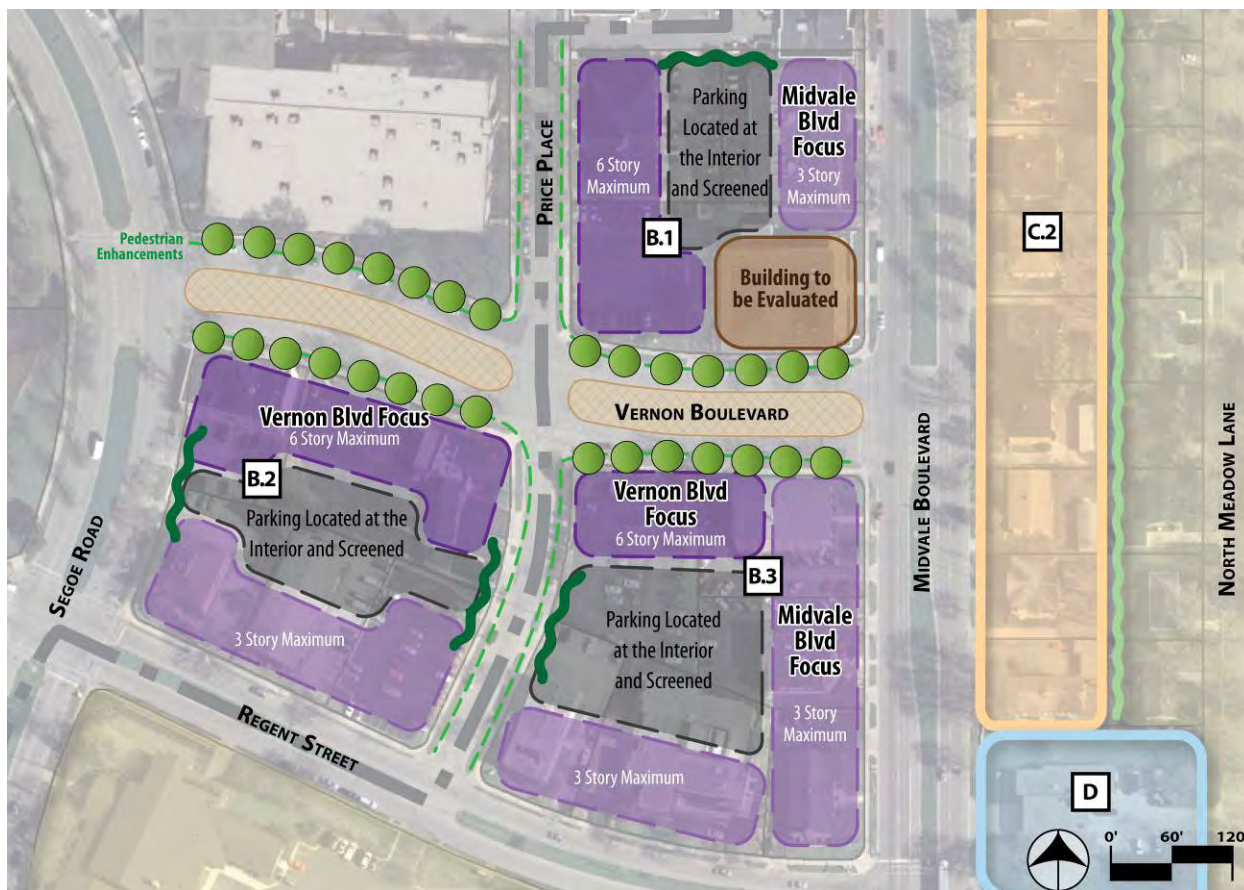 Pedestrian
Enhancements
PRICE PLACE
6 Story
Maximum
Parking
Located at
the Interior
and Screened
Midvale
Blvd
Focus
3 Story
Maximum
B.1
Building to
be Evaluated
C.2
VERNON BOULEVARD
Vernon Blvd Focus
6 Story Maximum
B.2
Parking Located at the
Interior and Screened
3 Story Maximum
SEGOE ROAD
REGENT STREET
Vernon Blvd
Focus
6 Story Maximum
B.3
Parking Located
at the Interior
and Screened
Midvale
Blvd
Focus
3 Story
Maximum
3 Story Maximum
MIDVALE BOULEVARD
NORTH MEADOW LANE
D
0' 60' 120